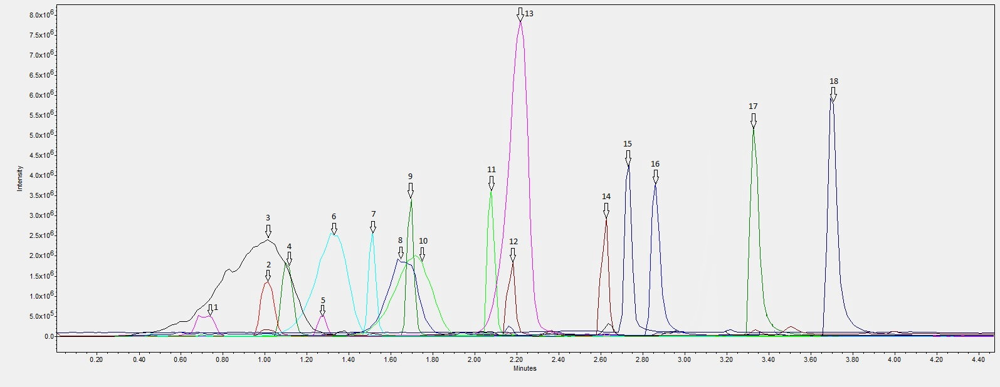 8.0x10⁶
7.5x10⁶
7.0x10⁶
6.5x10⁶
6.0x10⁶
5.5x10⁶
5.0x10⁶
4.5x10⁶
4.0x10⁶
3.5x10⁶
3.0x10⁶
2.5x10⁶
2.0x10⁶
1.5x10⁶
1.0x10⁶
5.0x10⁵
0.0
Intensity
1
2
3
4
5
6
7
8
9
10
11
12
13
14
15
16
17
18
0.20 0.40 0.60 0.80 1.00 1.20 1.40 1.60 1.80 2.00 2.20 2.40 2.60 2.80 3.00 3.20 3.40 3.60 3.80 4.00 4.20 4.40
Minutes